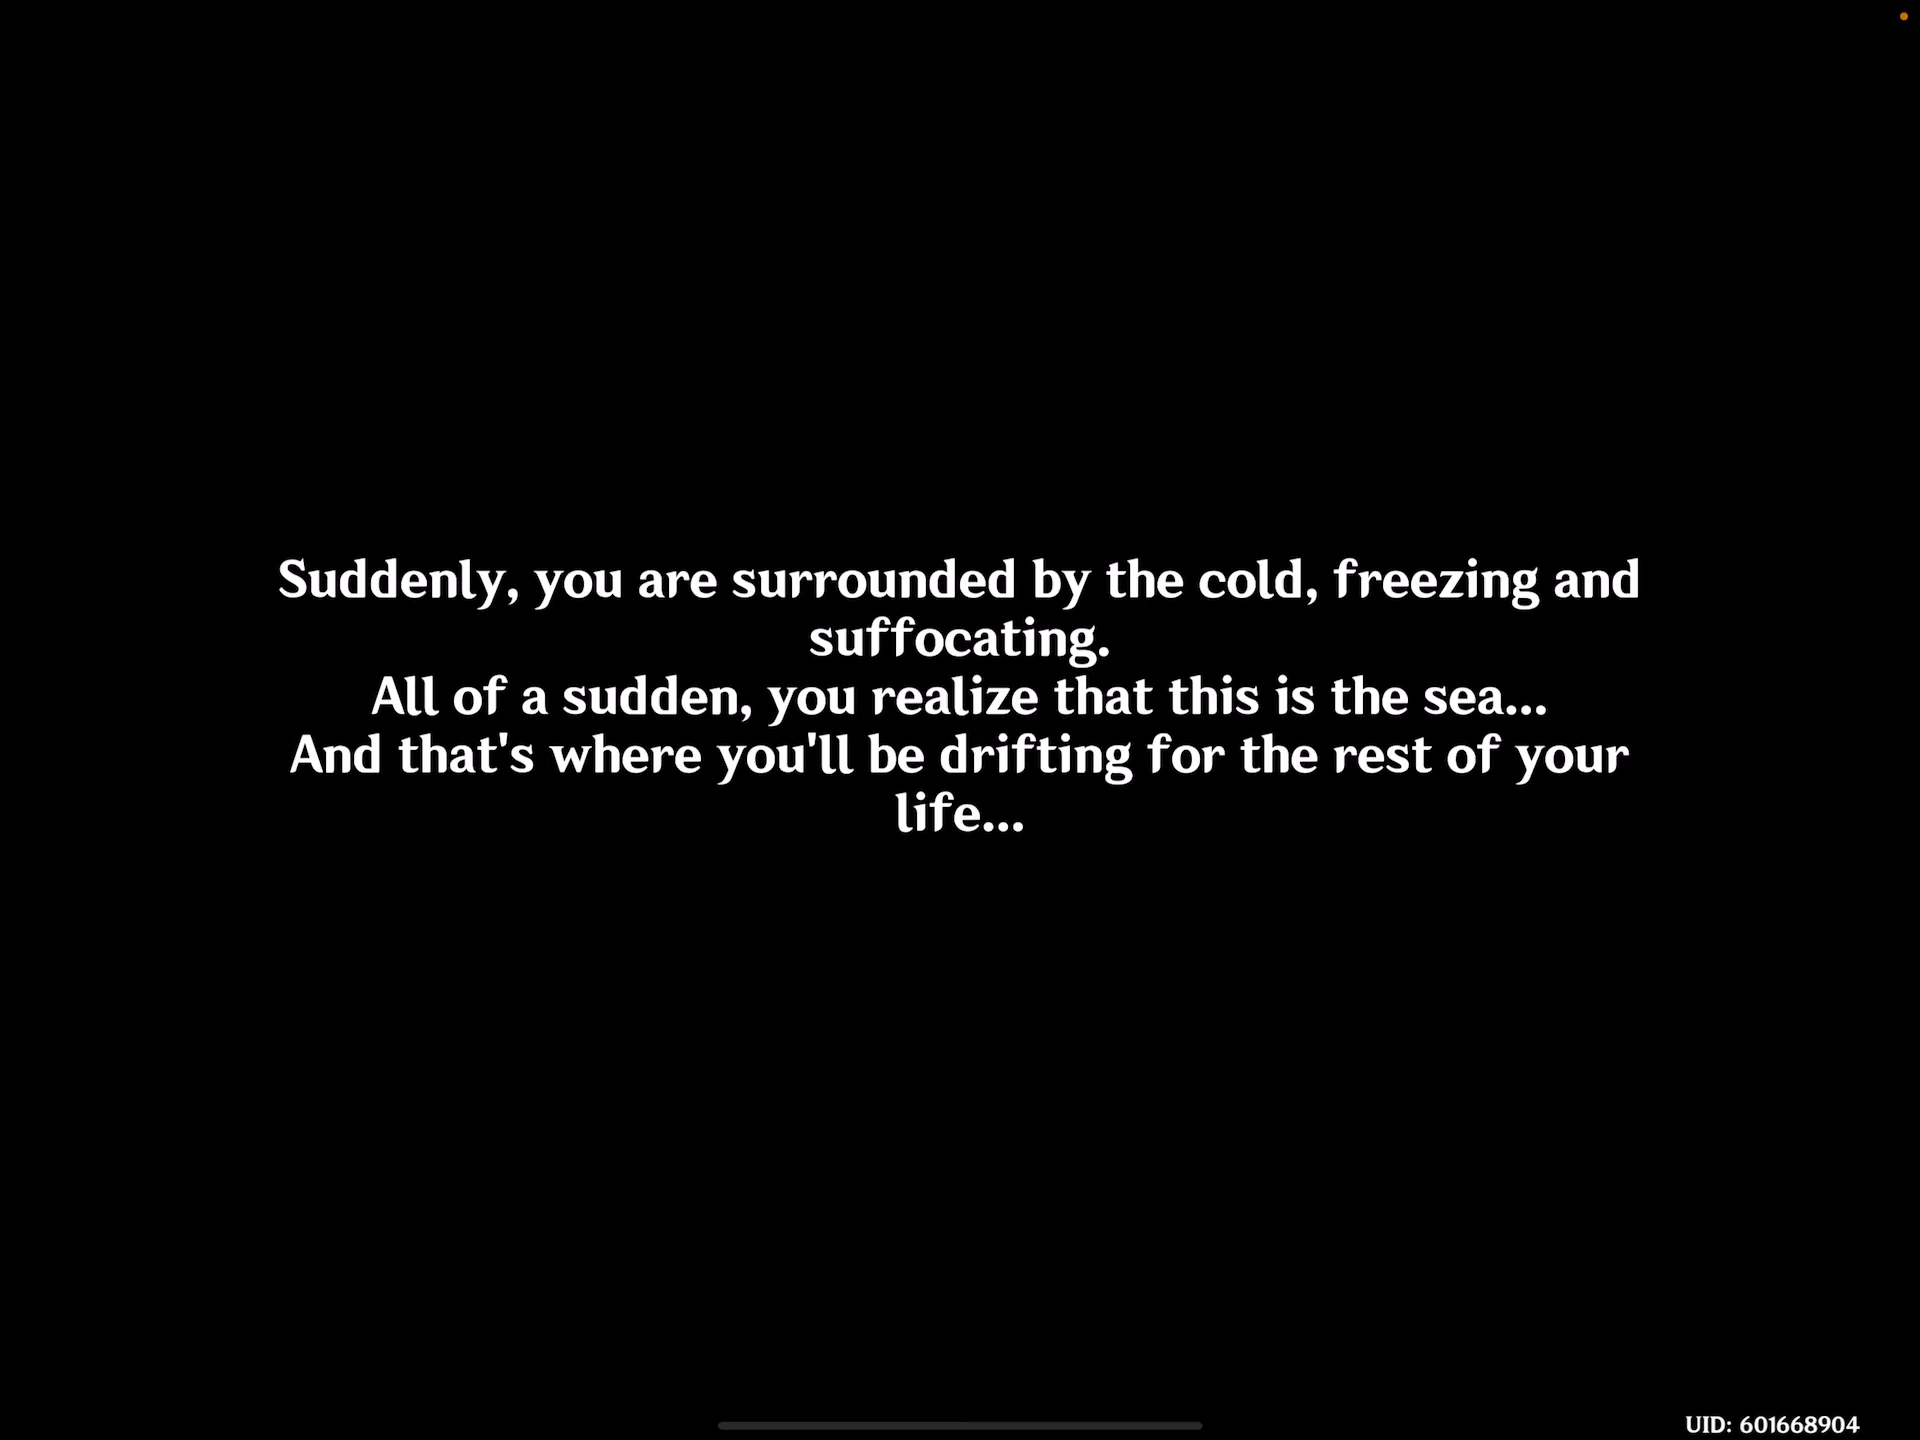 Suddenly, you are surrounded by the cold, freezing and
suffocating.
All of a sudden, you realize that this is the sea...
And that's where you'll be drifting for the rest of your
life...
UID: 601668904